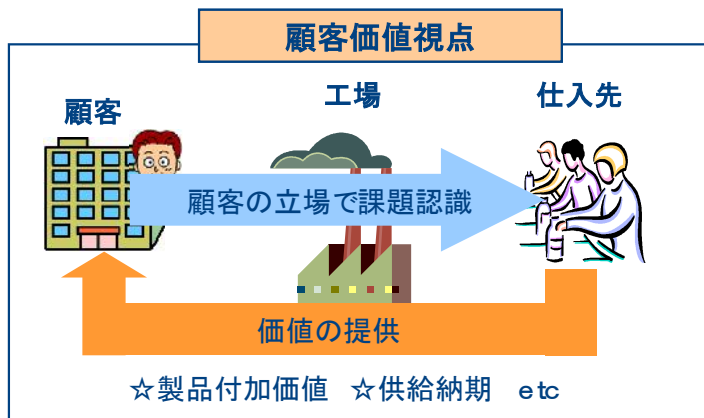 顧客価値視点
顧客
工場
仕入先
顧客の立場で課題認識
価値の提供
☆製品付加価値 ☆供給納期 etc